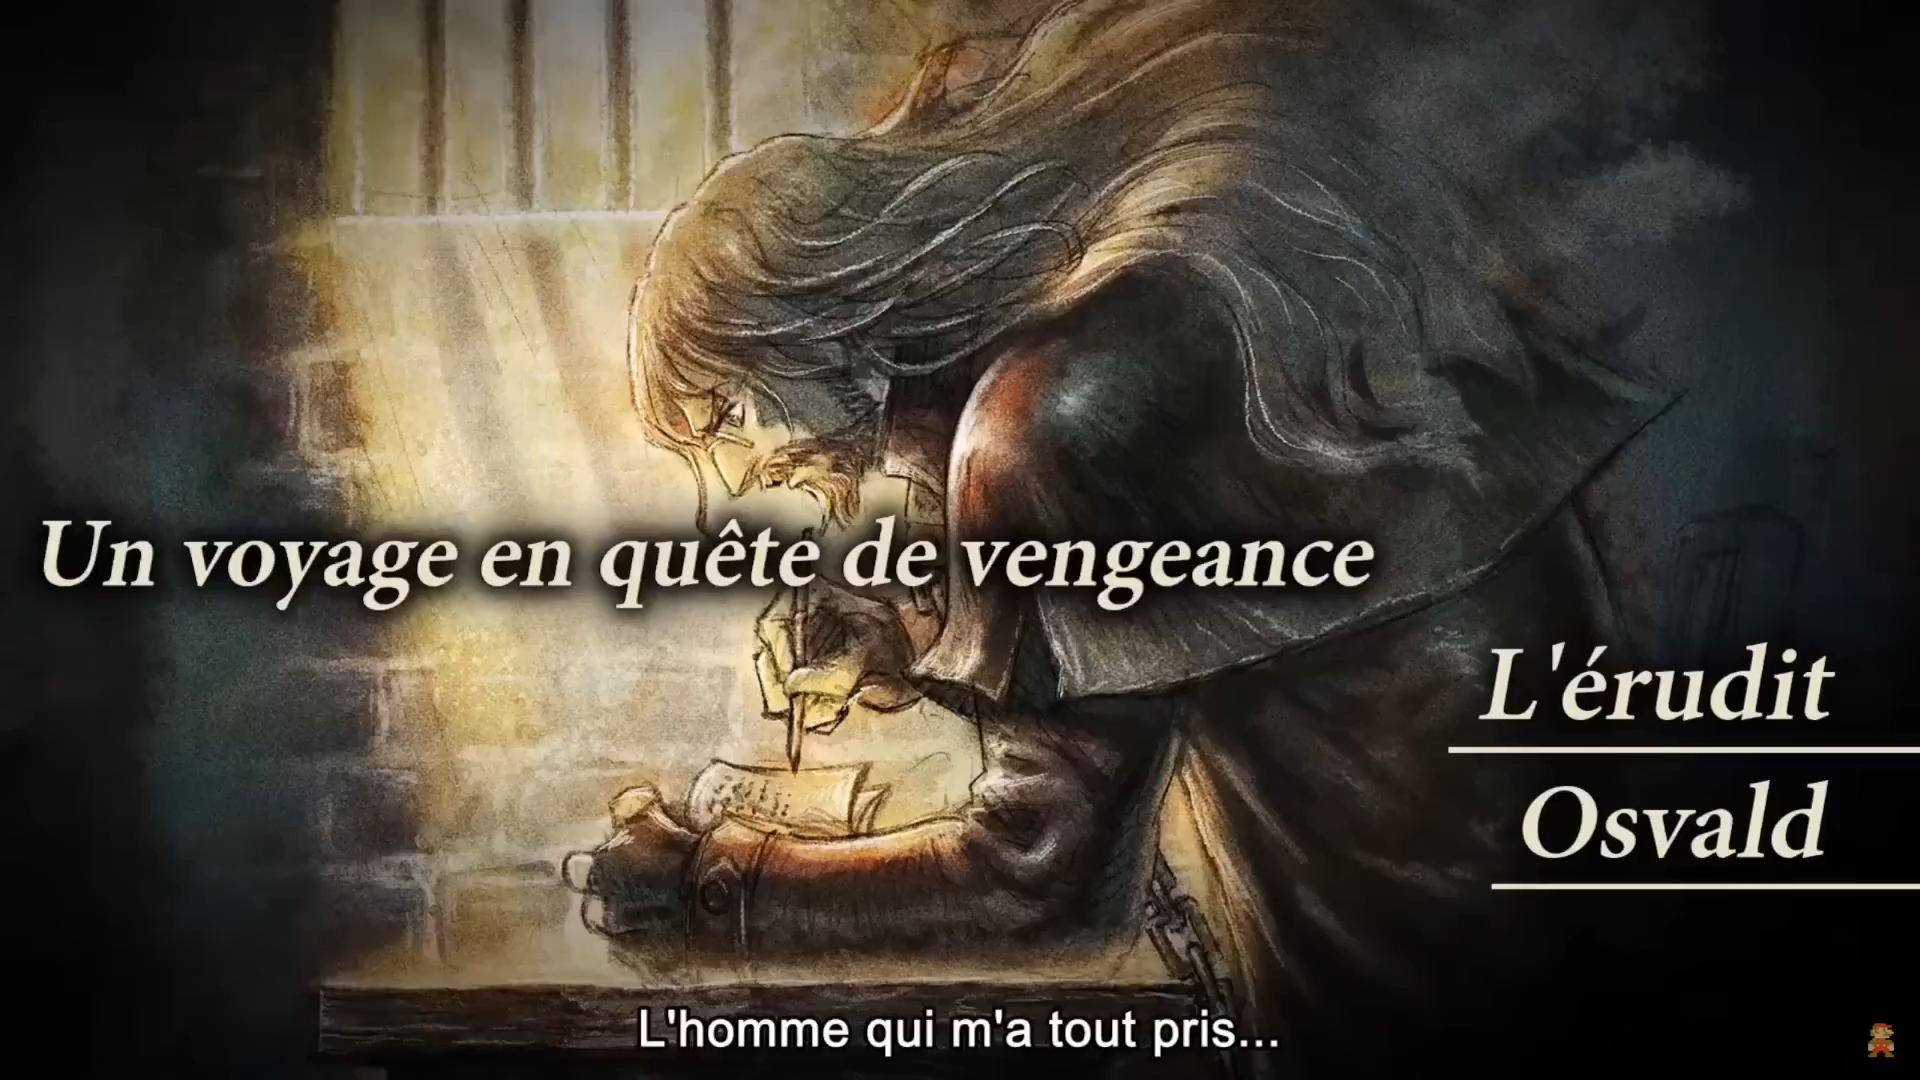 Un voyage en quête de vengeance
L'érudit
Osvald
L'homme qui m'a tout pris...